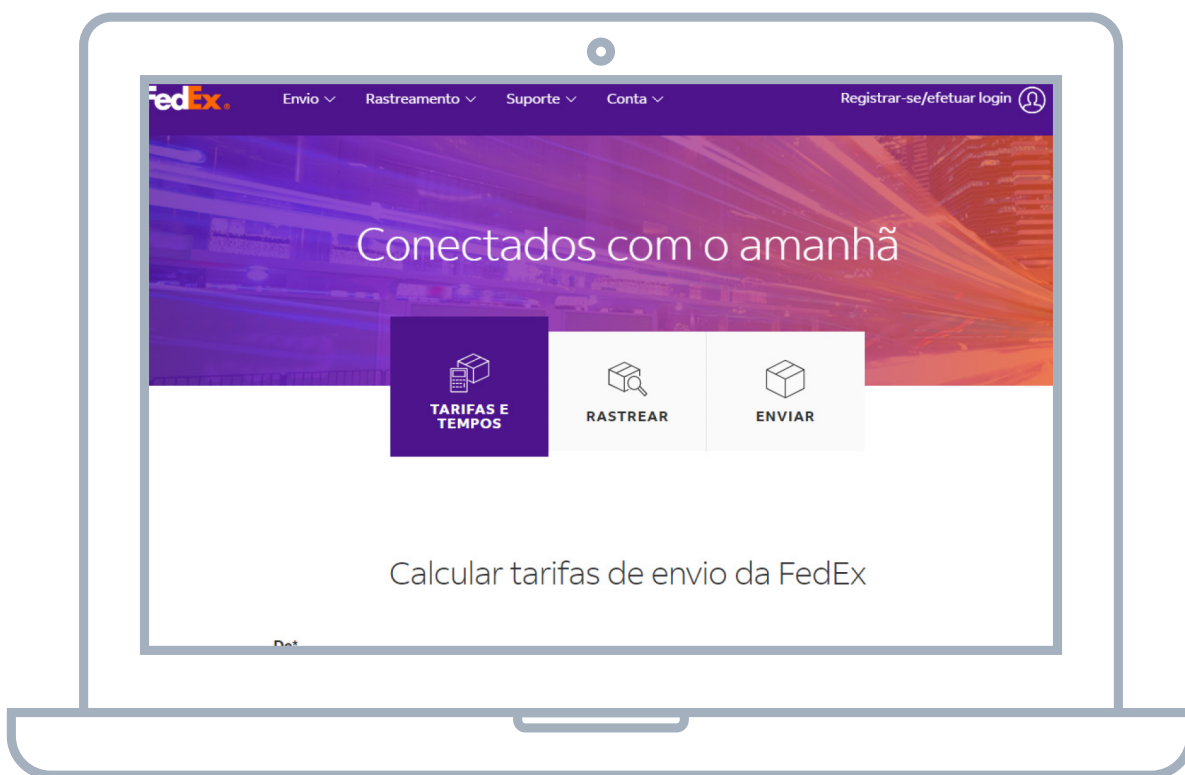 FedEx®
Envio Rastreamento Suporte Conta Registrar-se/efetuar login
Conectados com o amanhã
TARIFAS E
TEMPOS
RASTREAR
ENVIAR
Calcular tarifas de envio da FedEx
De*